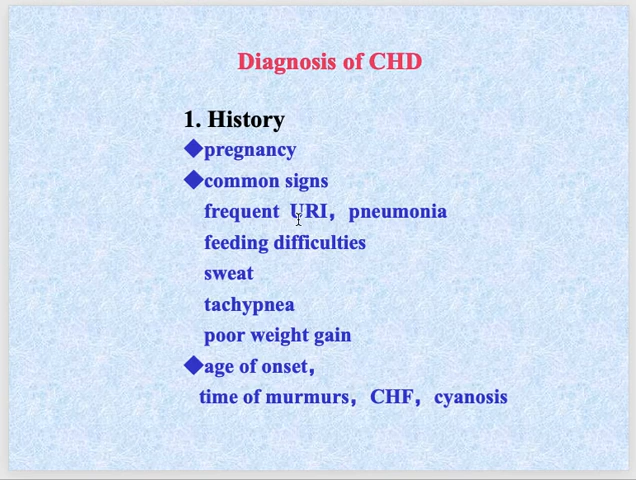 Diagnosis of CHD
1. History
◆pregnancy
◆common signs
frequent URI，pneumonia
feeding difficulties
sweat
tachypnea
poor weight gain
◆age of onset，
time of murmurs，CHF，cyanosis